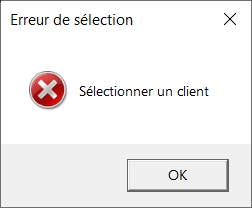 Erreur de sélection
Sélectionner un client
OK